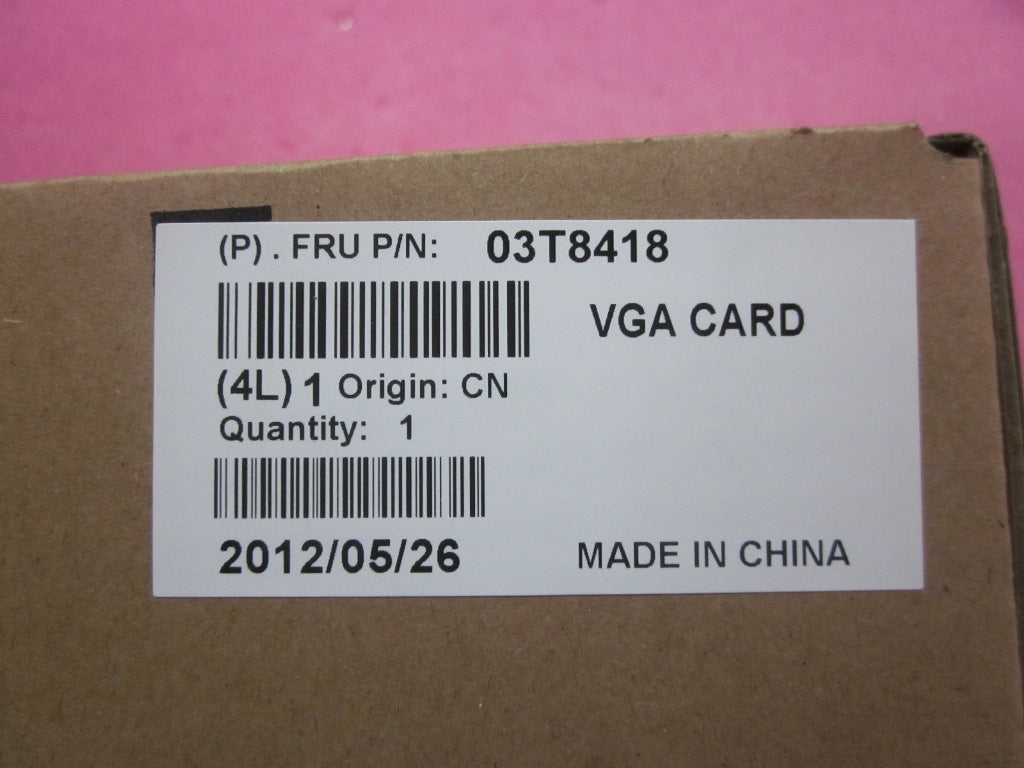 (P) . FRU P/N: 03T8418
VGA CARD
(4L) 1 Origin: CN
Quantity: 1
2012/05/26
MADE IN CHINA